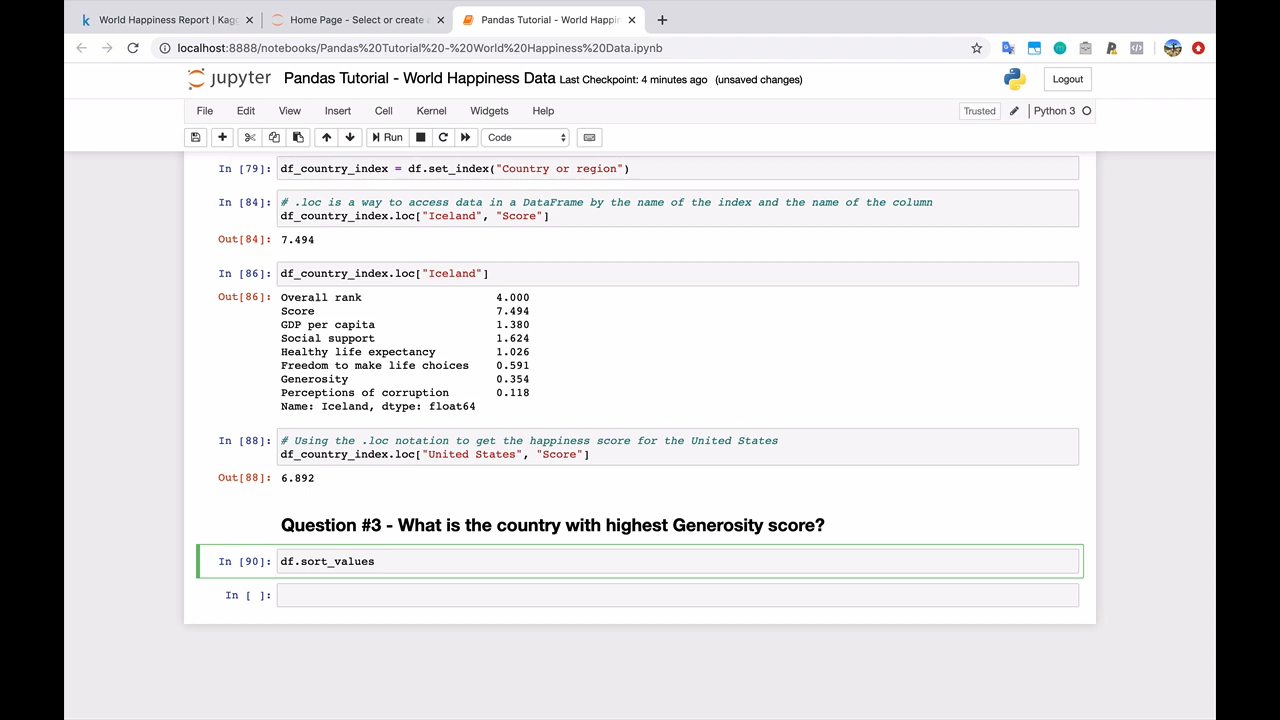 World Happiness Report | Kagg
Home Page - Select or create a
Pandas Tutorial - World Happin
localhost:8888/notebooks/Pandas%20Tutorial%20-%20World%20Happiness%20Data.ipynb
jupyter
Pandas Tutorial - World Happiness Data Last Checkpoint: 4 minutes ago (unsaved changes)
Logout
File Edit View Insert Cell Kernel Widgets Help
Trusted
Python 3
Run
Code
In [79]: df_country_index = df.set_index("Country or region")
In [84]: # .loc is a way to access data in a DataFrame by the name of the index and the name of the column
df_country_index.loc["Iceland", "Score"]
Out[84]: 7.494
In [86]: df_country_index.loc["Iceland"]
Out[86]: Overall rank 4.000
Score 7.494
GDP per capita 1.380
Social support 1.624
Healthy life expectancy 1.026
Freedom to make life choices 0.591
Generosity 0.354
Perceptions of corruption 0.118
Name: Iceland, dtype: float64
In [88]: # Using the .loc notation to get the happiness score for the United States
df_country_index.loc["United States", "Score"]
Out[88]: 6.892
Question #3 - What is the country with highest Generosity score?
In [90]: df.sort_values
In [ ]: